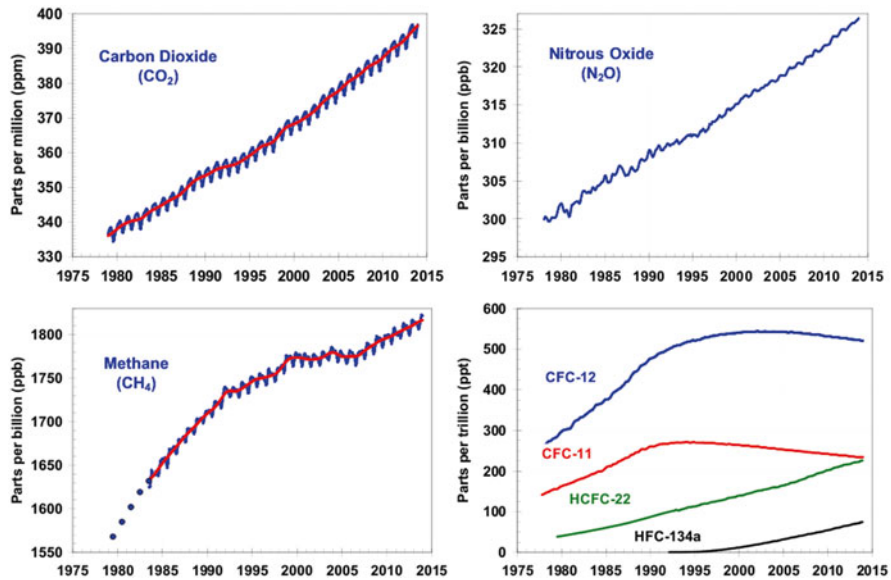 400
390
380
370
360
350
340
330
Parts per million (ppm)
Carbon Dioxide
(CO₂)
1975 1980 1985 1990 1995 2000 2005 2010 2015
325
320
315
310
305
300
295
Parts per billion (ppb)
Nitrous Oxide
(N₂O)
1975 1980 1985 1990 1995 2000 2005 2010 2015
1800
1750
1700
1650
1600
1550
Parts per billion (ppb)
Methane
(CH₄)
1975 1980 1985 1990 1995 2000 2005 2010 2015
600
500
400
300
200
100
0
Parts per trillion (ppt)
CFC-12
CFC-11
HCFC-22
HFC-134a
1975 1980 1985 1990 1995 2000 2005 2010 2015